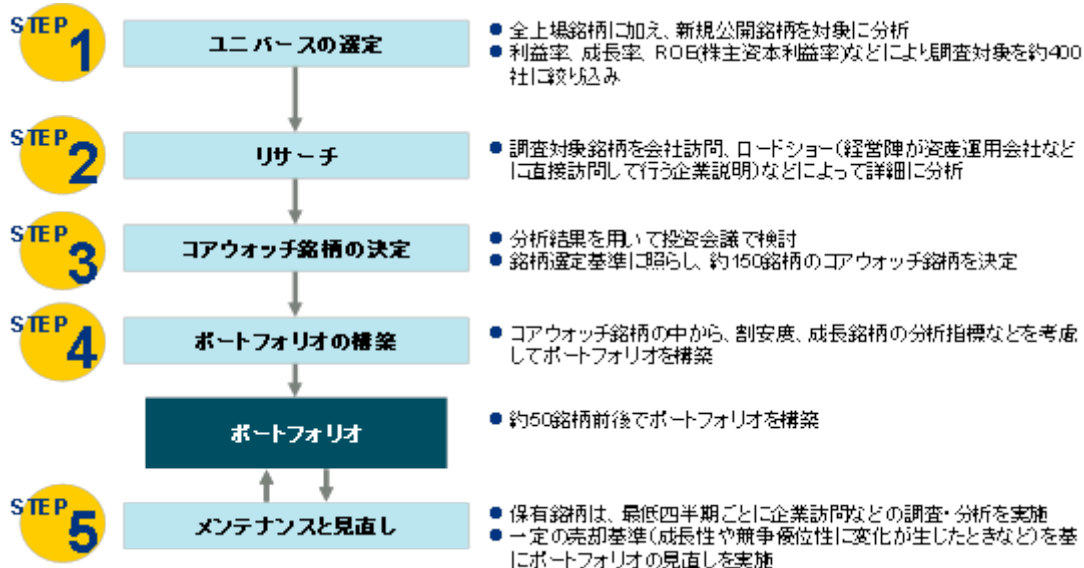 STEP 1
ユニバースの選定
● 全上場銘柄に加え、新規公開銘柄を対象に分析
● 利益率、成長率、ROE(株主資本利益率)などにより調査対象を約400
社に絞り込み
STEP 2
リサーチ
● 調査対象銘柄を会社訪問、ロードショー(経営陣が資産運用会社など
に直接訪問して行う企業説明)などによって詳細に分析
STEP 3
コアウォッチ銘柄の決定
● 分析結果を用いて投資会議で検討
● 銘柄選定基準に照らし、約150銘柄のコアウォッチ銘柄を決定
STEP 4
ポートフォリオの構築
● コアウォッチ銘柄の中から、割安度、成長銘柄の分析指標などを考慮
してポートフォリオを構築
ポートフォリオ
● 約50銘柄前後でポートフォリオを構築
STEP 5
メンテナンスと見直し
● 保有銘柄は、最低四半期ごとに企業訪問などの調査・分析を実施
● 一定の売却基準(成長性や競争優位性に変化が生じたときなど)を基
にポートフォリオの見直しを実施